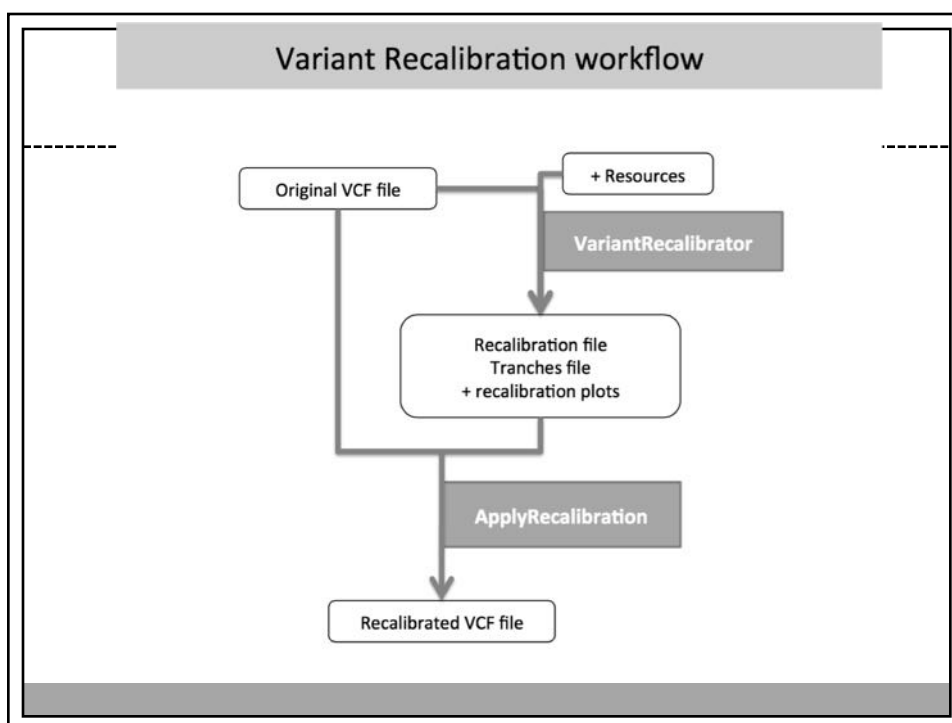 Variant Recalibration workflow
Original VCF file
+ Resources
VariantRecalibrator
Recalibration file
Tranches file
+ recalibration plots
ApplyRecalibration
Recalibrated VCF file